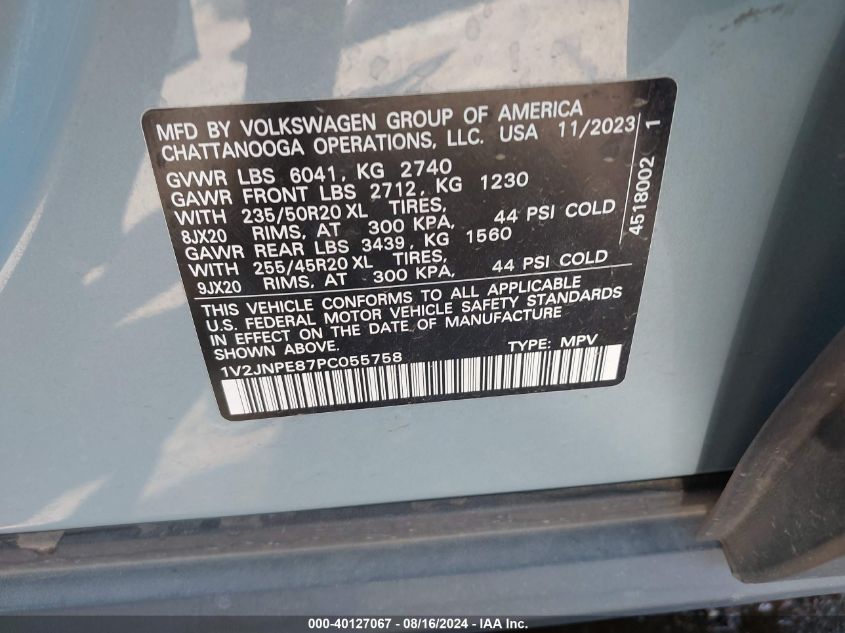 MFD BY VOLKSWAGEN GROUP OF AMERICA
CHATTANOOGA OPERATIONS, LLC. USA 11/2023
GVWR LBS 6041, KG 2740
GAWR FRONT LBS 2712, KG 1230
WITH 235/50R20 XL TIRES,
8JX20 RIMS, AT 300 KPA, 44 PSI COLD
GAWR REAR LBS 3439, KG 1560
WITH 255/45R20 XL TIRES,
9JX20 RIMS, AT 300 KPA, 44 PSI COLD
THIS VEHICLE CONFORMS TO ALL APPLICABLE
U.S. FEDERAL MOTOR VEHICLE SAFETY STANDARDS
IN EFFECT ON THE DATE OF MANUFACTURE
SHOWN ABOVE.
TYPE: MPV
1V2JNPE87PC055758
4518002 1
000-40127067 - 08/16/2024 - IAA Inc.